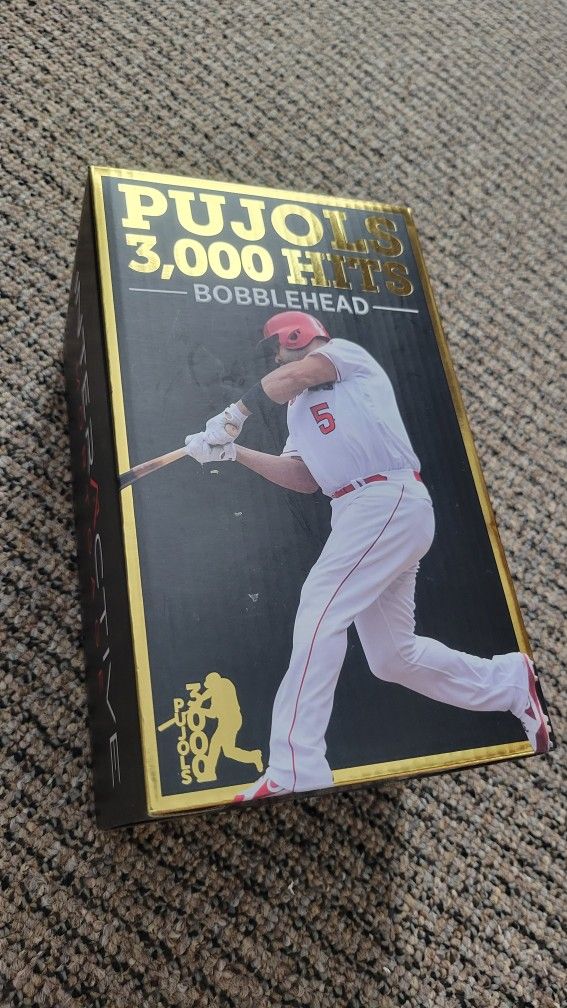 PUJOLS
3,000 HITS
BOBBLEHEAD
5
3000
PUJOLS